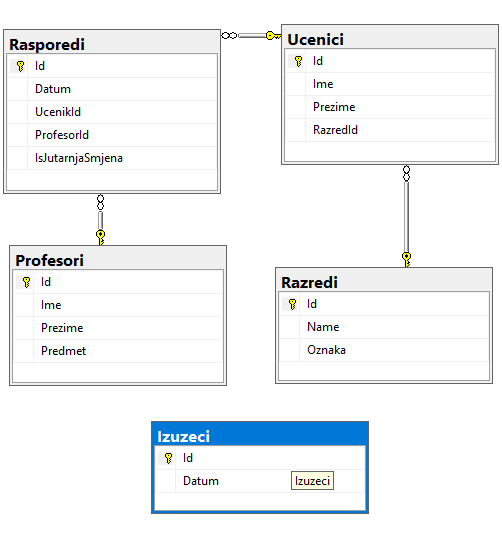 Rasporedi
Id
Datum
UcenikId
ProfesorId
IsJutarnjaSmjena
Ucenici
Id
Ime
Prezime
RazredId
Profesori
Id
Ime
Prezime
Predmet
Razredi
Id
Name
Oznaka
Izuzeci
Id
Datum
Izuzeci